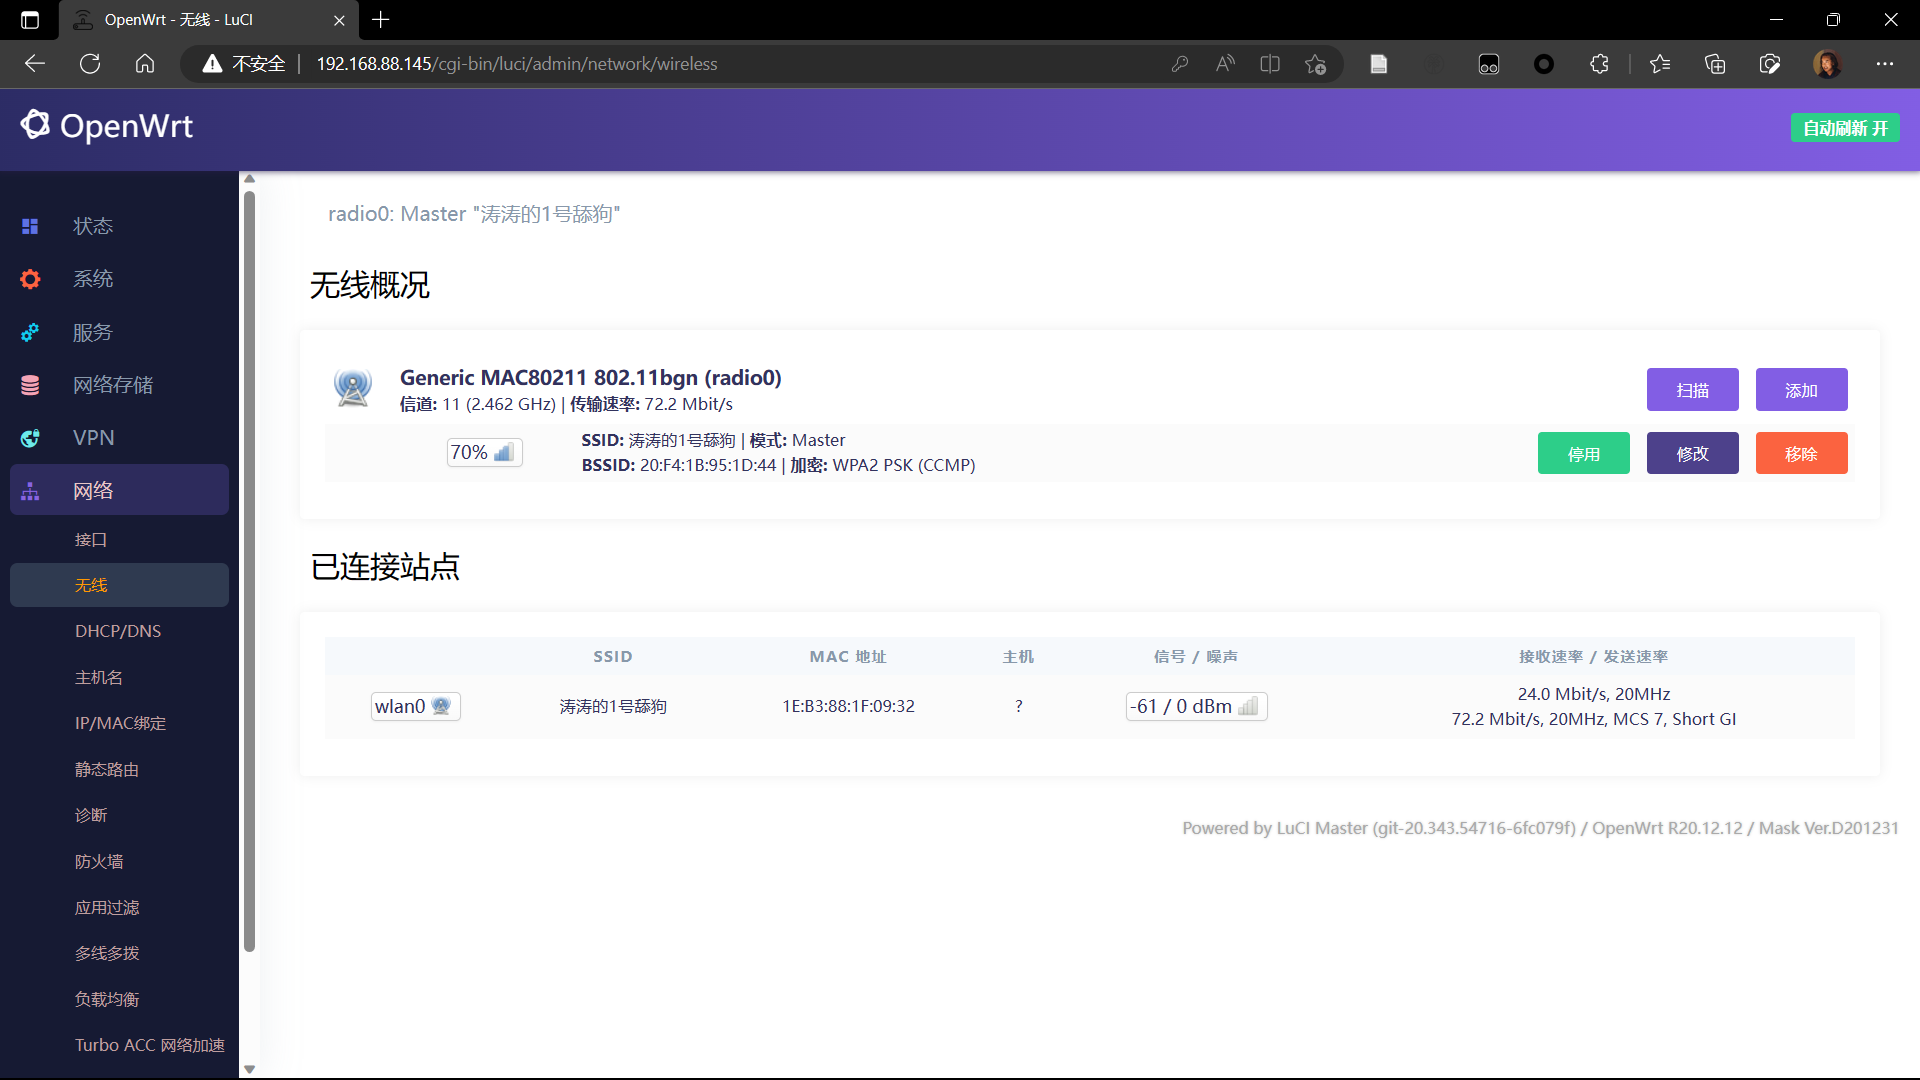 OpenWrt - 无线 - LuCI
不安全
192.168.88.145/cgi-bin/luci/admin/network/wireless
OpenWrt
自动刷新 开
状态
系统
服务
网络存储
VPN
网络
接口
无线
DHCP/DNS
主机名
IP/MAC绑定
静态路由
诊断
防火墙
应用过滤
多线多拨
负载均衡
Turbo ACC 网络加速
radio0: Master "涛涛的1号舔狗"
无线概况
Generic MAC80211 802.11bgn (radio0)
信道: 11 (2.462 GHz) | 传输速率: 72.2 Mbit/s
扫描
添加
70%
SSID: 涛涛的1号舔狗 | 模式: Master
BSSID: 20:F4:1B:95:1D:44 | 加密: WPA2 PSK (CCMP)
停用
修改
移除
已连接站点
SSID MAC 地址 主机 信号 / 噪声 接收速率 / 发送速率
wlan0 涛涛的1号舔狗 1E:B3:88:1F:09:32 ? -61 / 0 dBm
24.0 Mbit/s, 20MHz
72.2 Mbit/s, 20MHz, MCS 7, Short GI
Powered by LuCI Master (git-20.343.54716-6fc079f) / OpenWrt R20.12.12 / Mask Ver.D201231